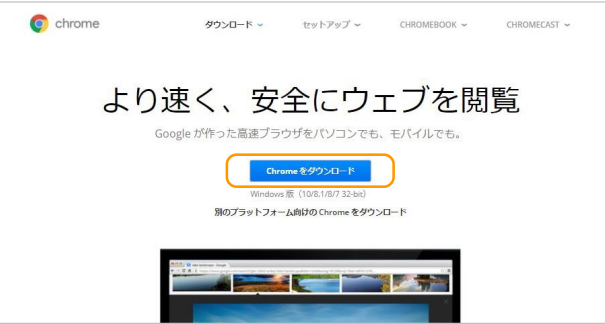 chrome
ダウンロード セットアップ CHROMEBOOK CHROMECAST
より速く、安全にウェブを閲覧
Google が作った高速ブラウザをパソコンでも、モバイルでも。
Chrome をダウンロード
Windows 版（10/8.1/8/7 32-bit）
別のプラットフォーム向けの Chrome をダウンロード